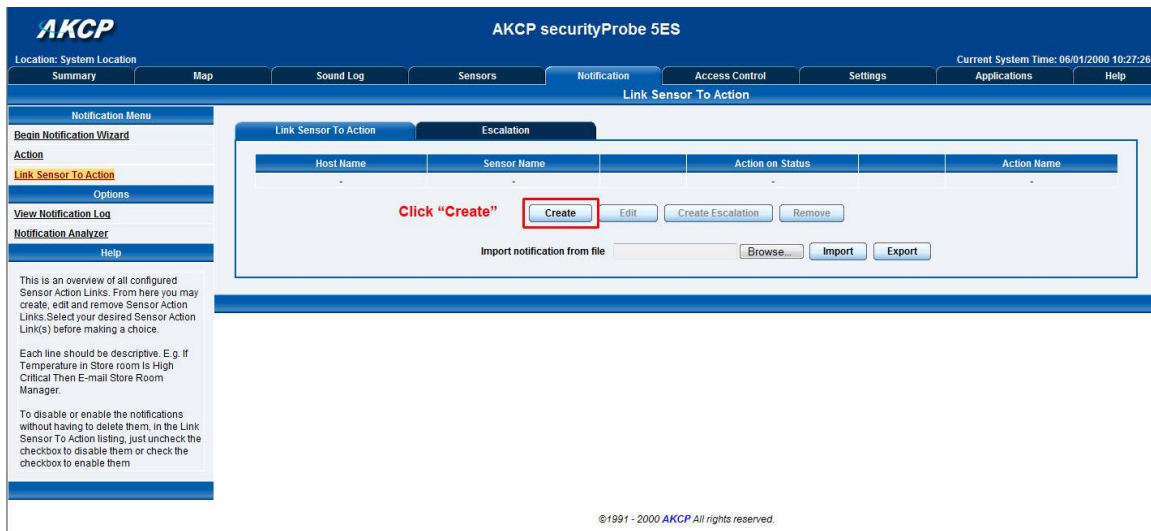 AKCP
AKCP securityProbe 5ES
Location: System Location
Current System Time: 06/01/2000 10:27:26
Summary
Map
Sound Log
Sensors
Notification
Access Control
Settings
Applications
Help
Link Sensor To Action
Notification Menu
Begin Notification Wizard
Action
Link Sensor To Action
Options
View Notification Log
Notification Analyzer
Help
This is an overview of all configured
Sensor Action Links. From here you may
create, edit and remove Sensor Action
Links.Select your desired Sensor Action
Link(s) before making a choice.
Each line should be descriptive. E.g. If
Temperature in Store room Is High
Critical Then E-mail Store Room
Manager.
To disable or enable the notifications
without having to delete them, in the Link
Sensor To Action listing, just uncheck the
checkbox to disable them or check the
checkbox to enable them
Link Sensor To Action
Escalation
Host Name
Sensor Name
Action on Status
Action Name
- - - -
Click “Create”
Create
Edit
Create Escalation
Remove
Import notification from file
Browse...
Import
Export
©1991 - 2000 AKCP All rights reserved.